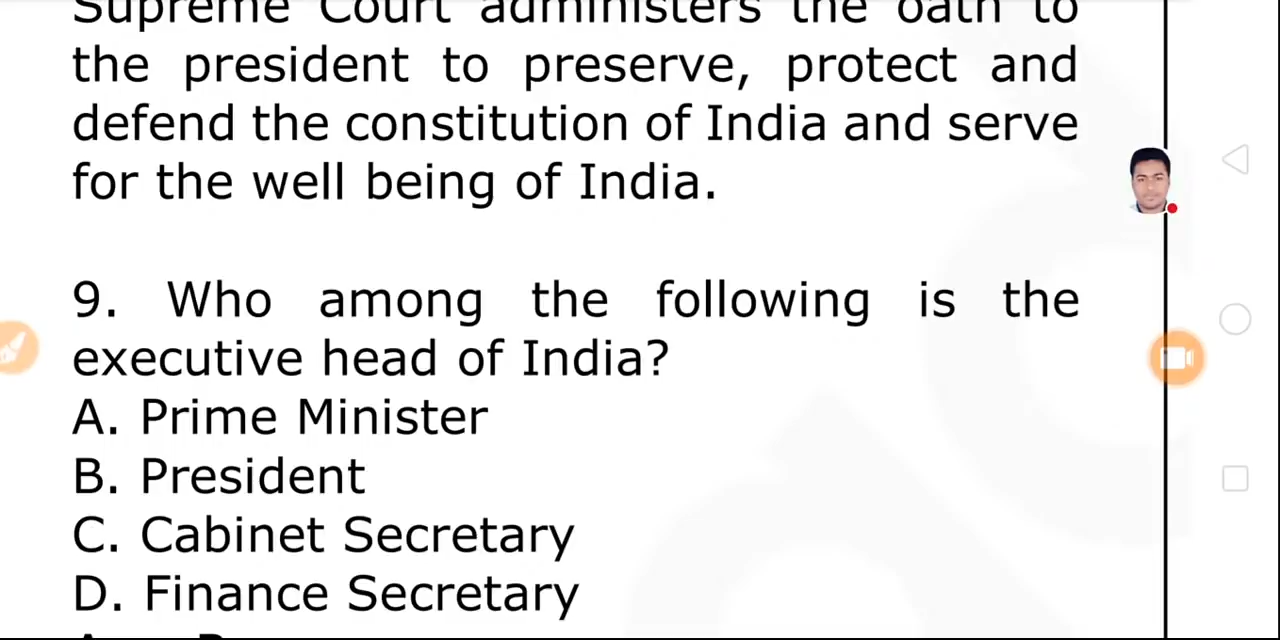 Supreme Court administers the oath to
the president to preserve, protect and
defend the constitution of India and serve
for the well being of India.
9. Who among the following is the
executive head of India?
A. Prime Minister
B. President
C. Cabinet Secretary
D. Finance Secretary